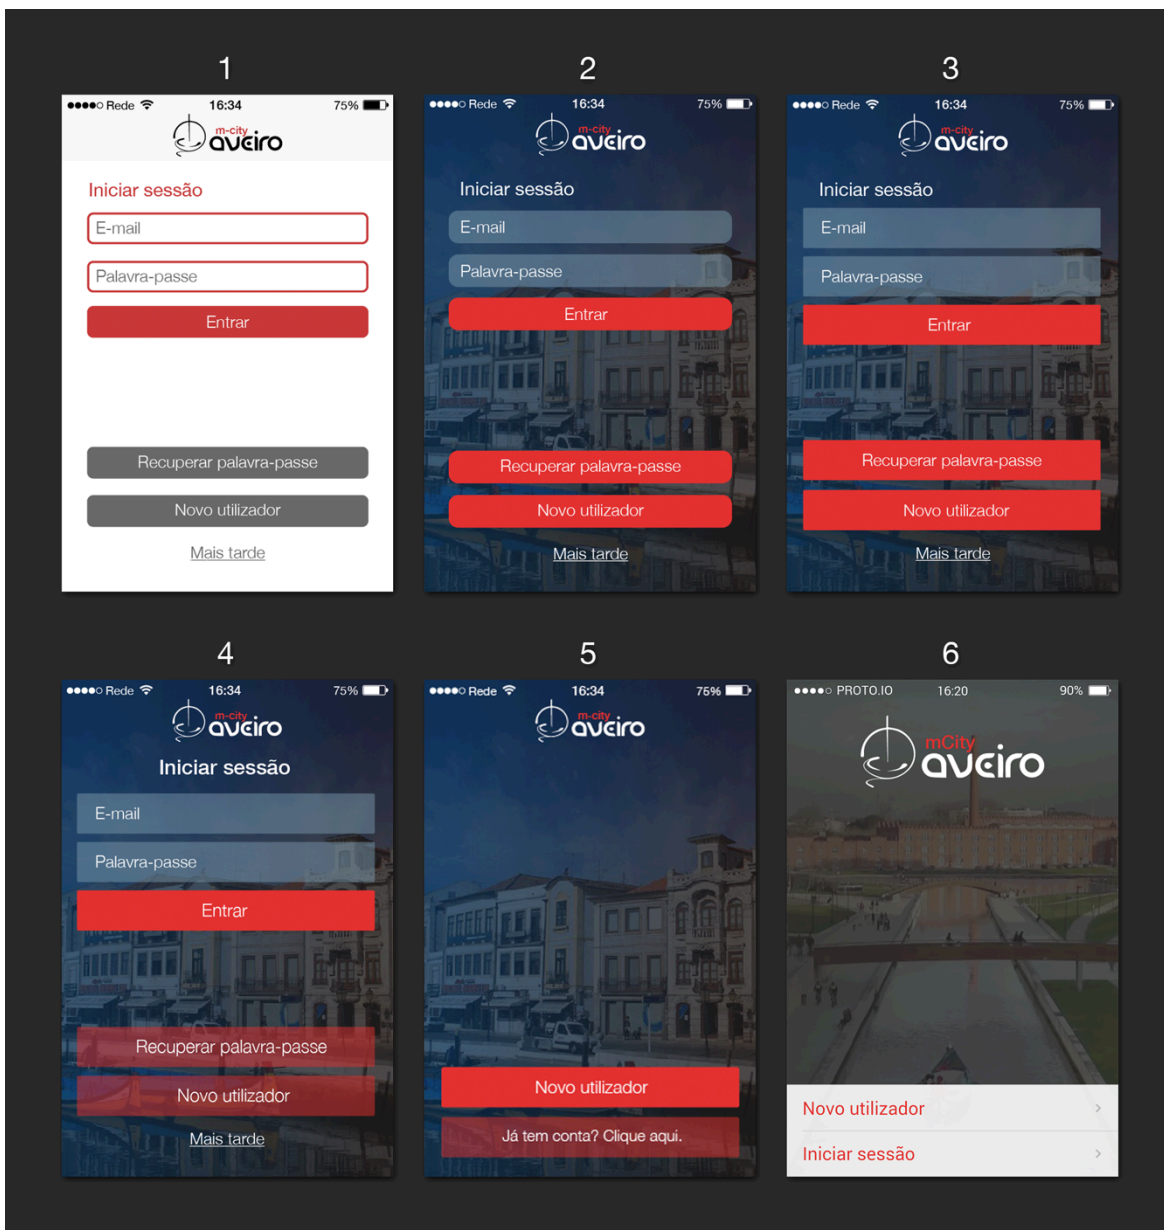 1
Rede 16:34 75%
m-city
aveiro
Iniciar sessão
E-mail
Palavra-passe
Entrar
Recuperar palavra-passe
Novo utilizador
Mais tarde
2
Rede 16:34 75%
m-city
aveiro
Iniciar sessão
E-mail
Palavra-passe
Entrar
Recuperar palavra-passe
Novo utilizador
Mais tarde
3
Rede 16:34 75%
m-city
aveiro
Iniciar sessão
E-mail
Palavra-passe
Entrar
Recuperar palavra-passe
Novo utilizador
Mais tarde
4
Rede 16:34 75%
m-city
aveiro
Iniciar sessão
E-mail
Palavra-passe
Entrar
Recuperar palavra-passe
Novo utilizador
Mais tarde
5
Rede 16:34 75%
m-city
aveiro
Novo utilizador
Já tem conta? Clique aqui.
6
PROTO.IO 16:20 90%
mCity
aveiro
Novo utilizador
Iniciar sessão